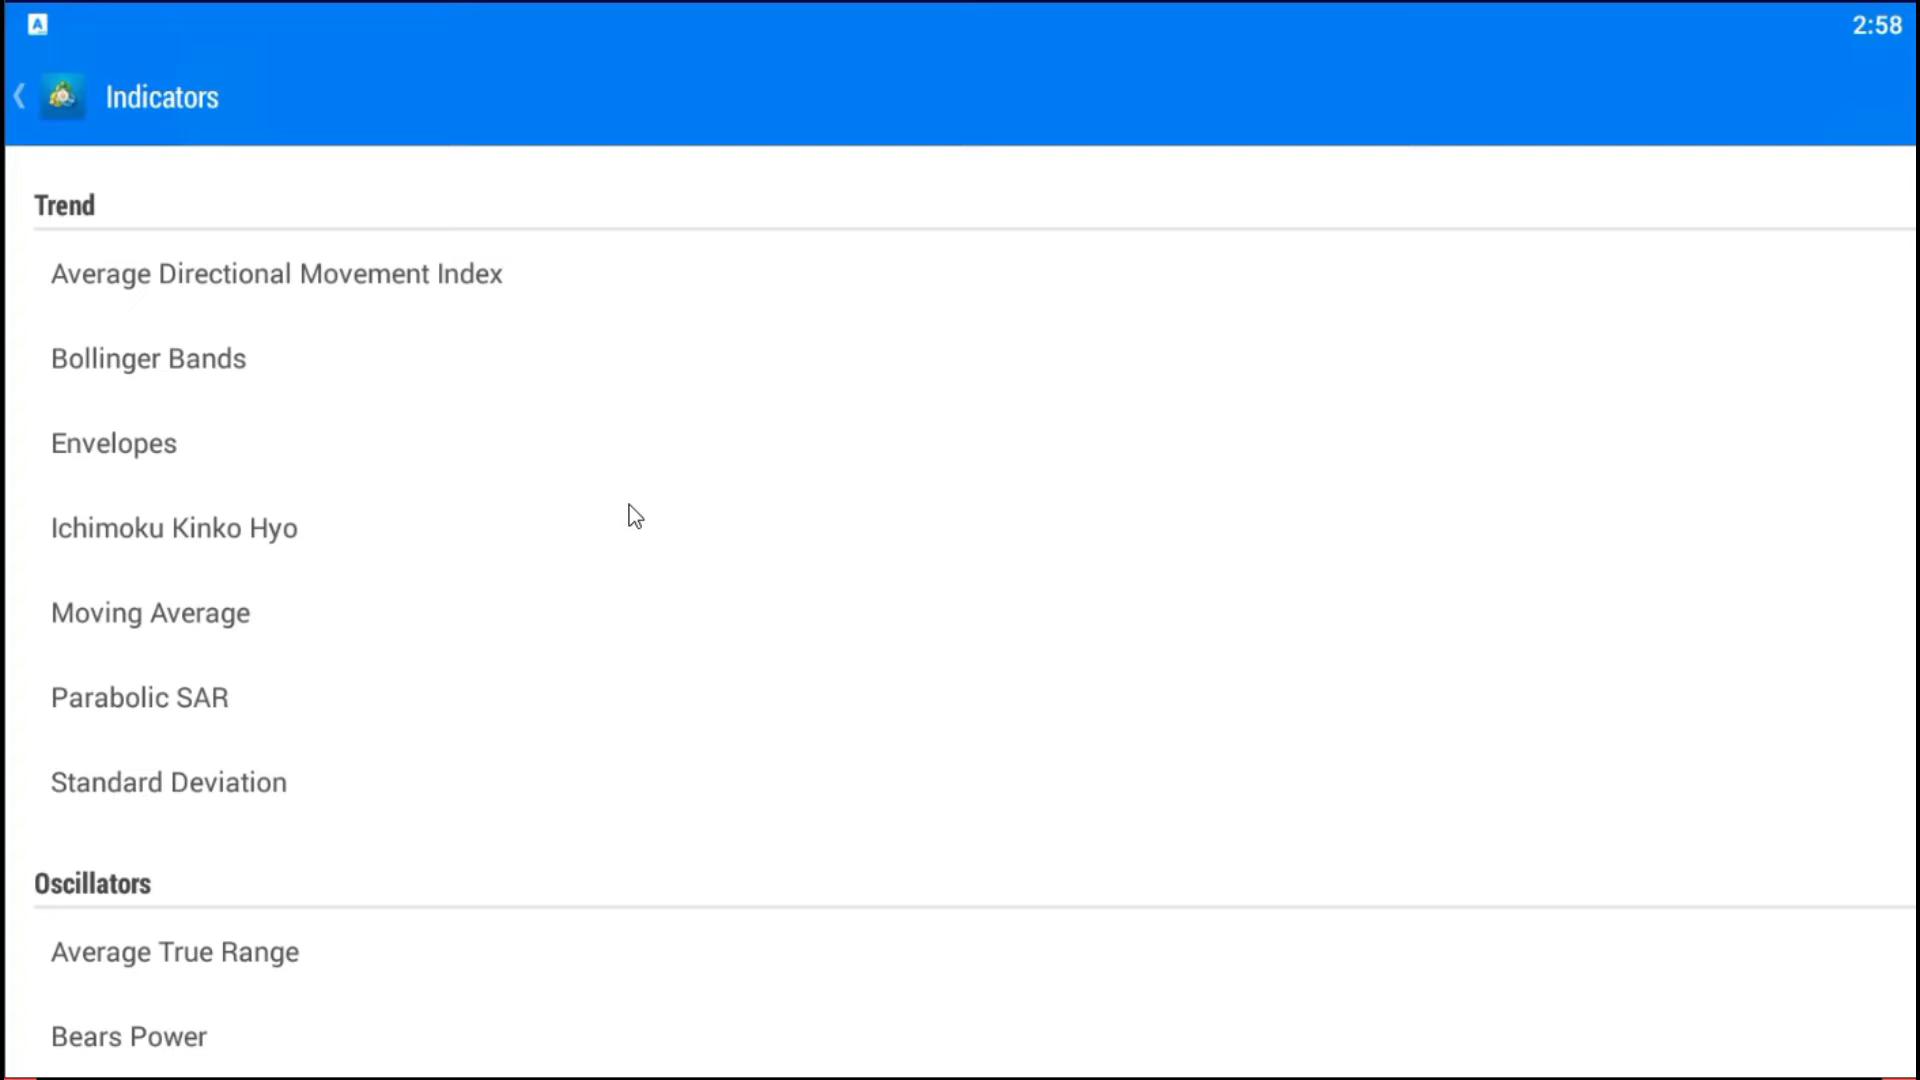 A
2:58
Indicators
Trend
Average Directional Movement Index
Bollinger Bands
Envelopes
Ichimoku Kinko Hyo
Moving Average
Parabolic SAR
Standard Deviation
Oscillators
Average True Range
Bears Power